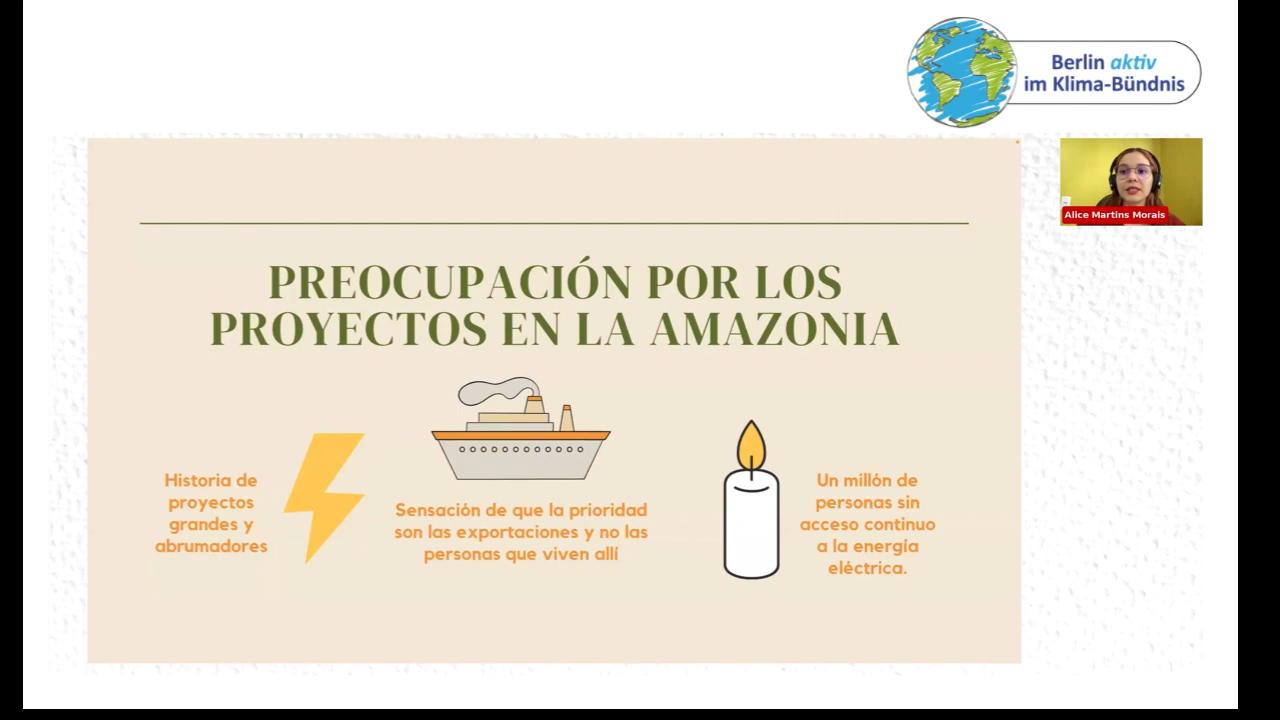 Berlin aktiv
im Klima-Bündnis
Alice Martins Morais
PREOCUPACIÓN POR LOS
PROYECTOS EN LA AMAZONIA
Historia de
proyectos
grandes y
abrumadores
Sensación de que la prioridad
son las exportaciones y no las
personas que viven allí
Un millón de
personas sin
acceso continuo
a la energía
eléctrica.